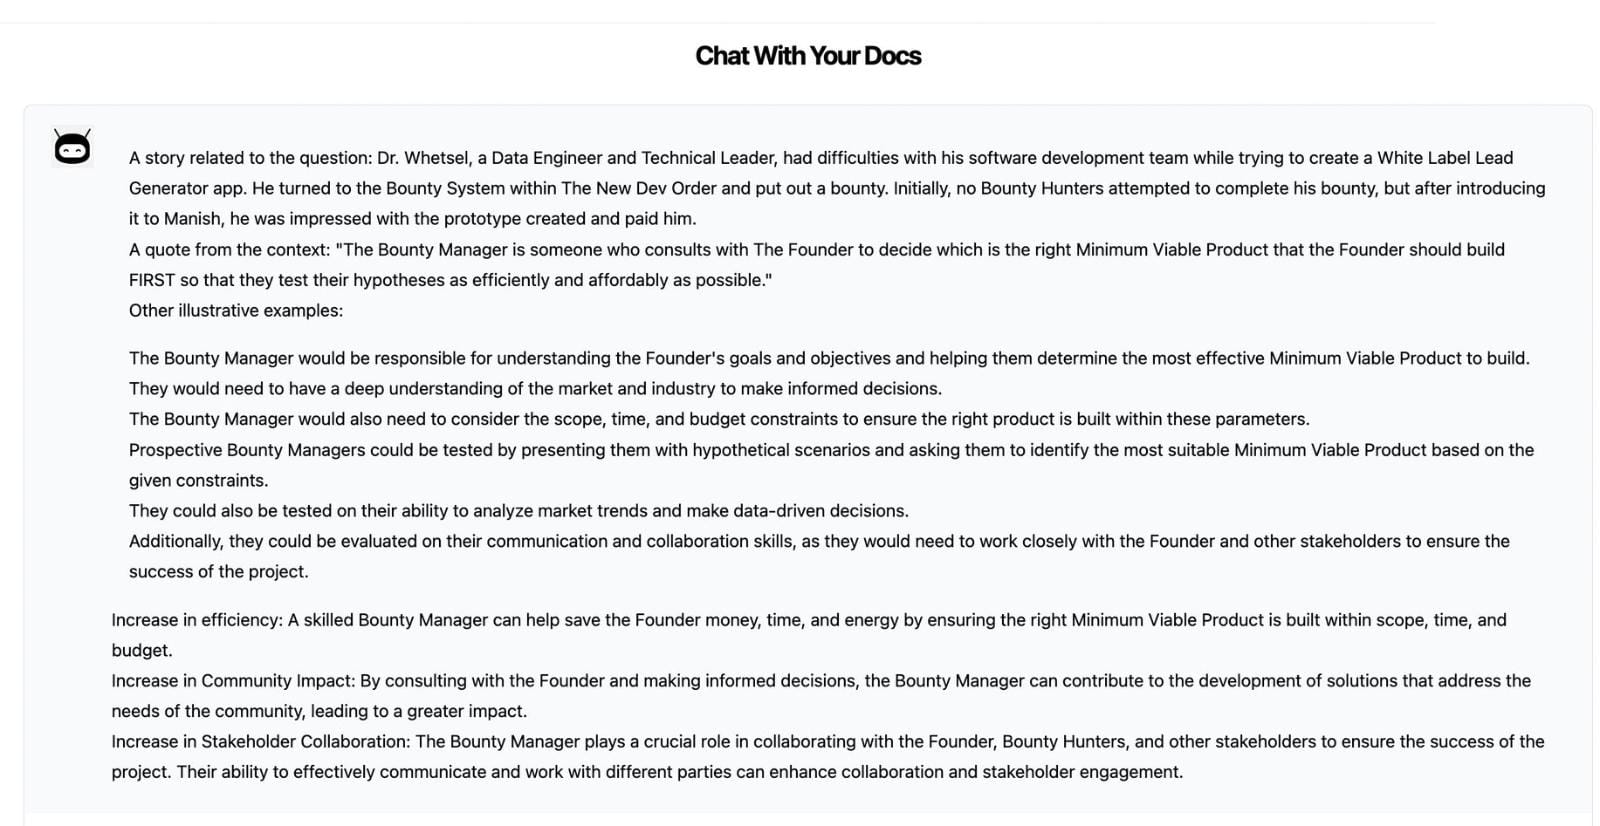 Chat With Your Docs
A story related to the question: Dr. Whetsel, a Data Engineer and Technical Leader, had difficulties with his software development team while trying to create a White Label Lead
Generator app. He turned to the Bounty System within The New Dev Order and put out a bounty. Initially, no Bounty Hunters attempted to complete his bounty, but after introducing
it to Manish, he was impressed with the prototype created and paid him.
A quote from the context: "The Bounty Manager is someone who consults with The Founder to decide which is the right Minimum Viable Product that the Founder should build
FIRST so that they test their hypotheses as efficiently and affordably as possible."
Other illustrative examples:
The Bounty Manager would be responsible for understanding the Founder's goals and objectives and helping them determine the most effective Minimum Viable Product to build.
They would need to have a deep understanding of the market and industry to make informed decisions.
The Bounty Manager would also need to consider the scope, time, and budget constraints to ensure the right product is built within these parameters.
Prospective Bounty Managers could be tested by presenting them with hypothetical scenarios and asking them to identify the most suitable Minimum Viable Product based on the
given constraints.
They could also be tested on their ability to analyze market trends and make data-driven decisions.
Additionally, they could be evaluated on their communication and collaboration skills, as they would need to work closely with the Founder and other stakeholders to ensure the
success of the project.
Increase in efficiency: A skilled Bounty Manager can help save the Founder money, time, and energy by ensuring the right Minimum Viable Product is built within scope, time, and
budget.
Increase in Community Impact: By consulting with the Founder and making informed decisions, the Bounty Manager can contribute to the development of solutions that address the
needs of the community, leading to a greater impact.
Increase in Stakeholder Collaboration: The Bounty Manager plays a crucial role in collaborating with the Founder, Bounty Hunters, and other stakeholders to ensure the success of the
project. Their ability to effectively communicate and work with different parties can enhance collaboration and stakeholder engagement.